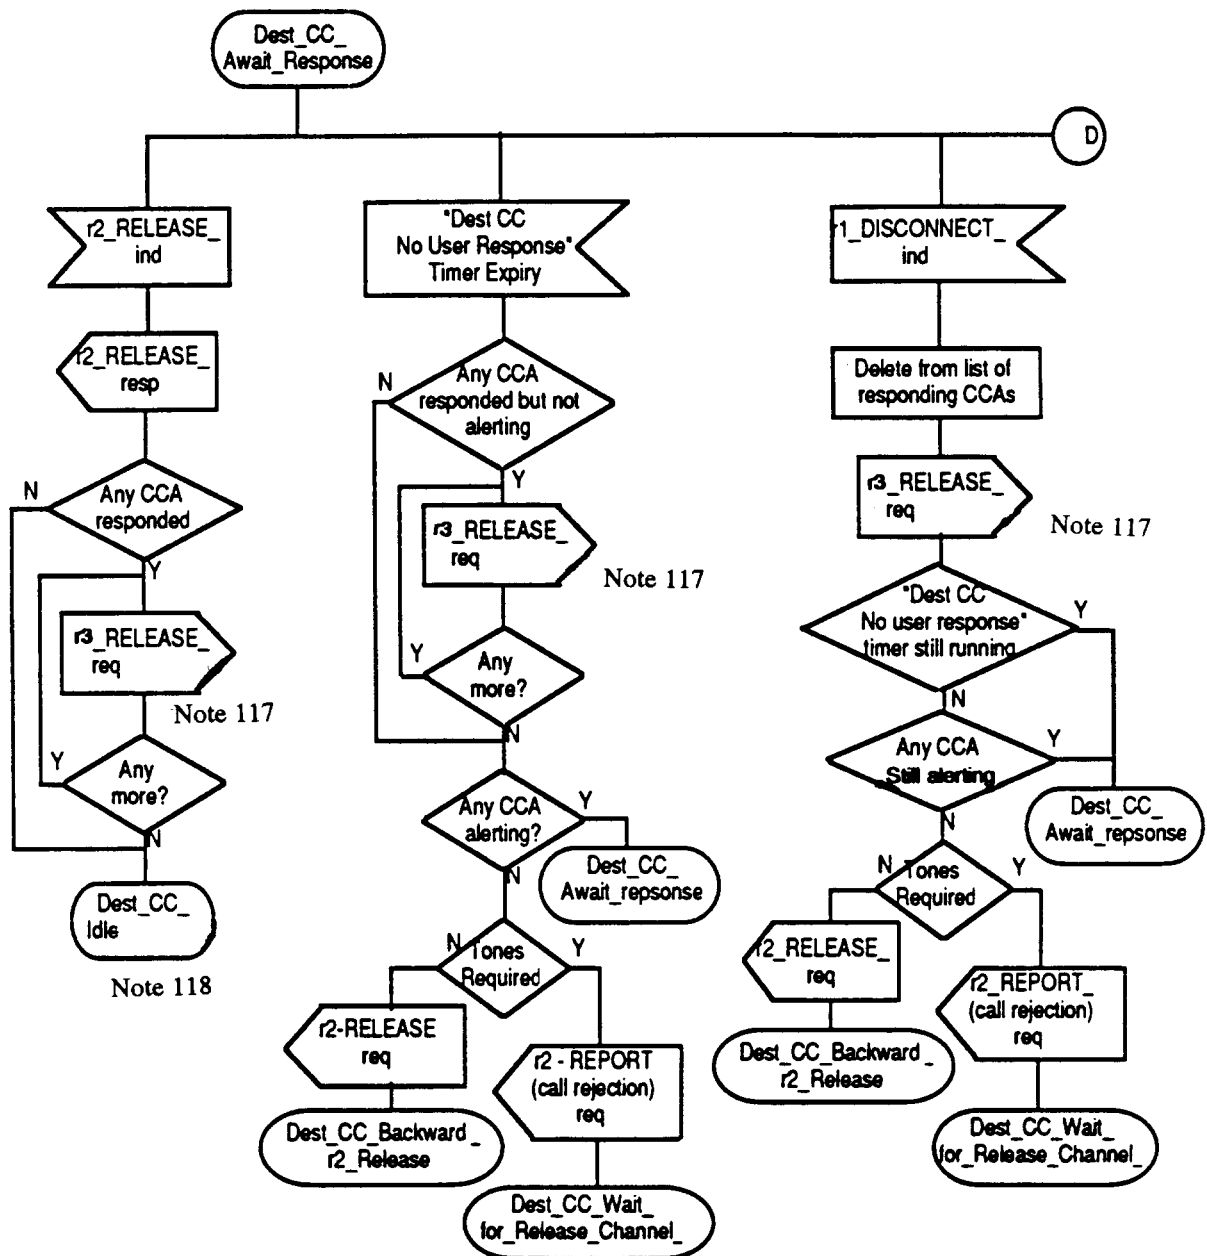 Dest_CC_
Await_Response
D
r2_RELEASE_
ind
r2_RELEASE_
resp
N
Any CCA
responded
Y
r3_RELEASE_
req
Note 117
Y
Any
more?
N
Dest_CC_
Idle
Note 118
"Dest CC
No User Response"
Timer Expiry
N
Any CCA
responded but not
alerting
Y
r3_RELEASE_
req
Note 117
Y
Any
more?
N
Any CCA
alerting?
Y
N
Dest_CC_
Await_repsonse
N
Tones
Required
Y
r2-RELEASE
req
Dest_CC_Backward_
r2_Release
r2 - REPORT
(call rejection)
req
Dest_CC_Wait_
for_Release_Channel_
r1_DISCONNECT_
ind
Delete from list of
responding CCAs
r3_RELEASE_
req
Note 117
"Dest CC
No user response"
timer still running
Y
N
Any CCA
Still alerting
Y
N
Dest_CC_
Await_repsonse
N
Tones
Required
Y
r2_RELEASE_
req
Dest_CC_Backward_
r2_Release
r2_REPORT_
(call rejection)
req
Dest_CC_Wait_
for_Release_Channel_